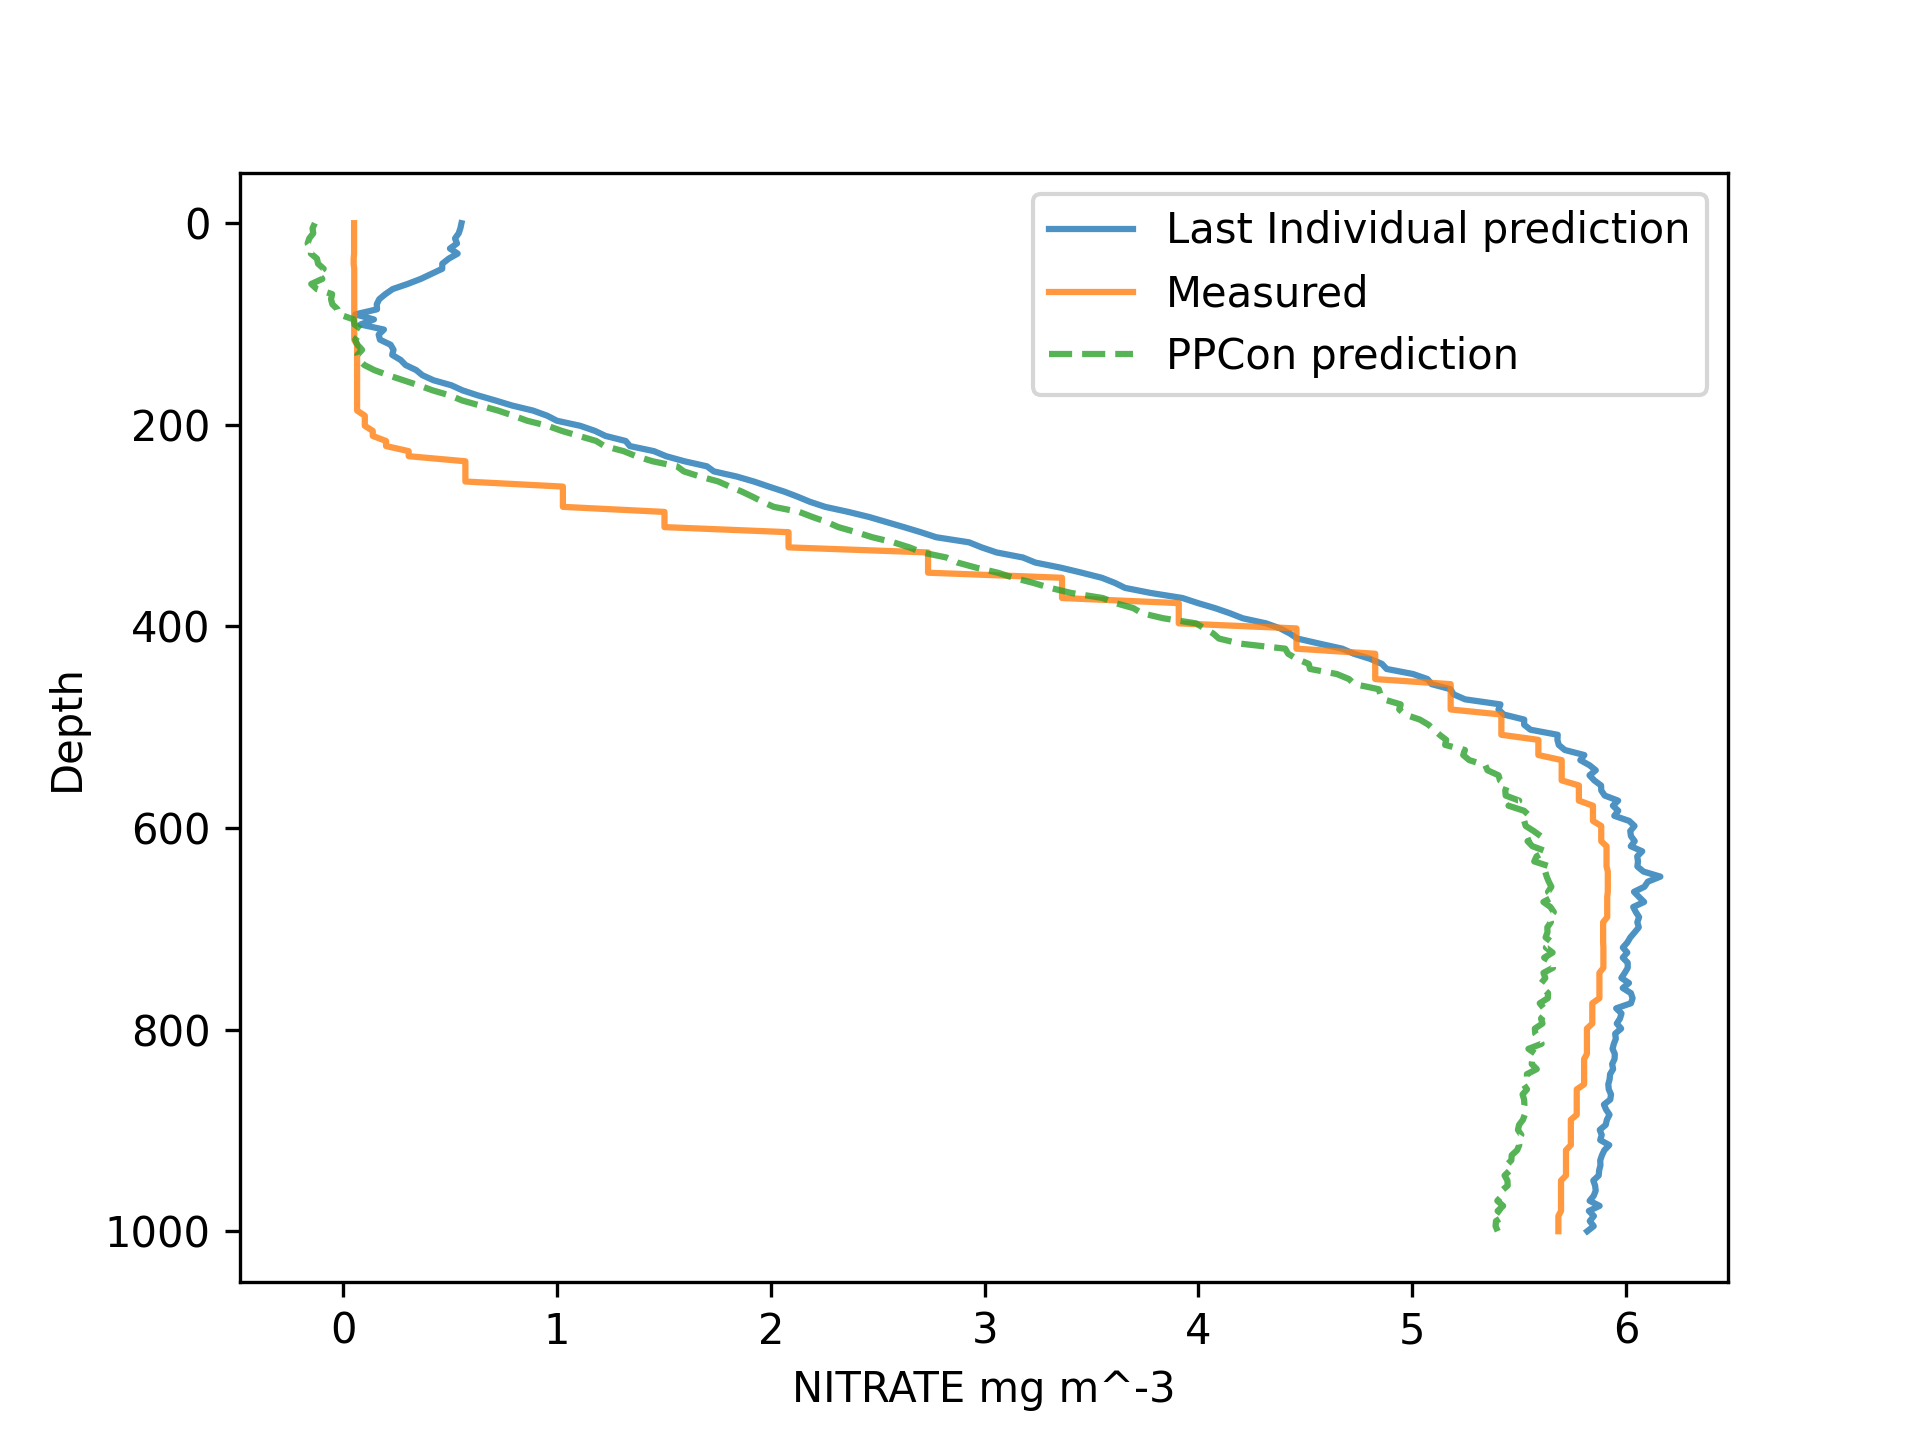 Last Individual prediction
Measured
PPCon prediction
0
200
400
600
800
1000
Depth
0 1 2 3 4 5 6
NITRATE mg m^-3